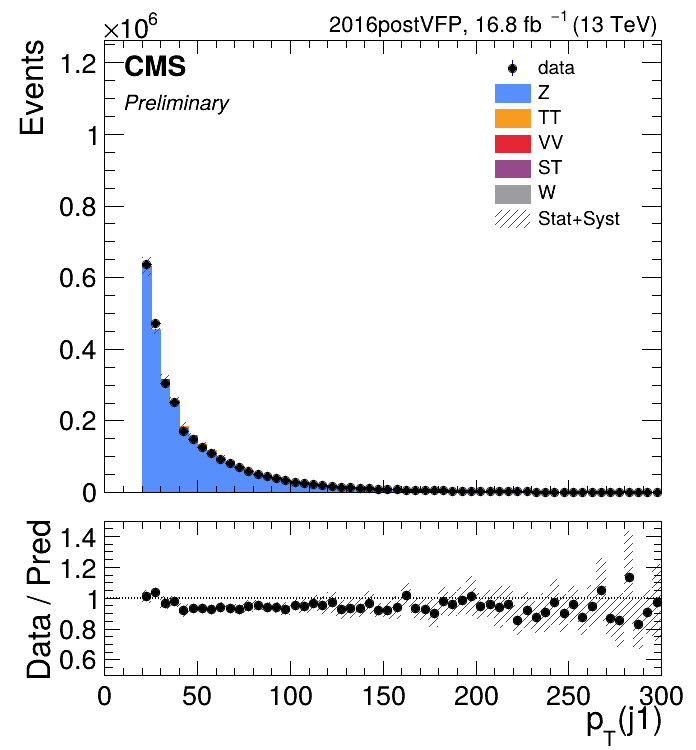 ×10⁶
2016postVFP, 16.8 fb ⁻¹ (13 TeV)
Events
CMS
Preliminary
data
Z
TT
VV
ST
W
Stat+Syst
1.2
1
0.8
0.6
0.4
0.2
0
Data / Pred
1.4
1.2
1
0.8
0.6
0 50 100 150 200 250 300
p_T(j1)